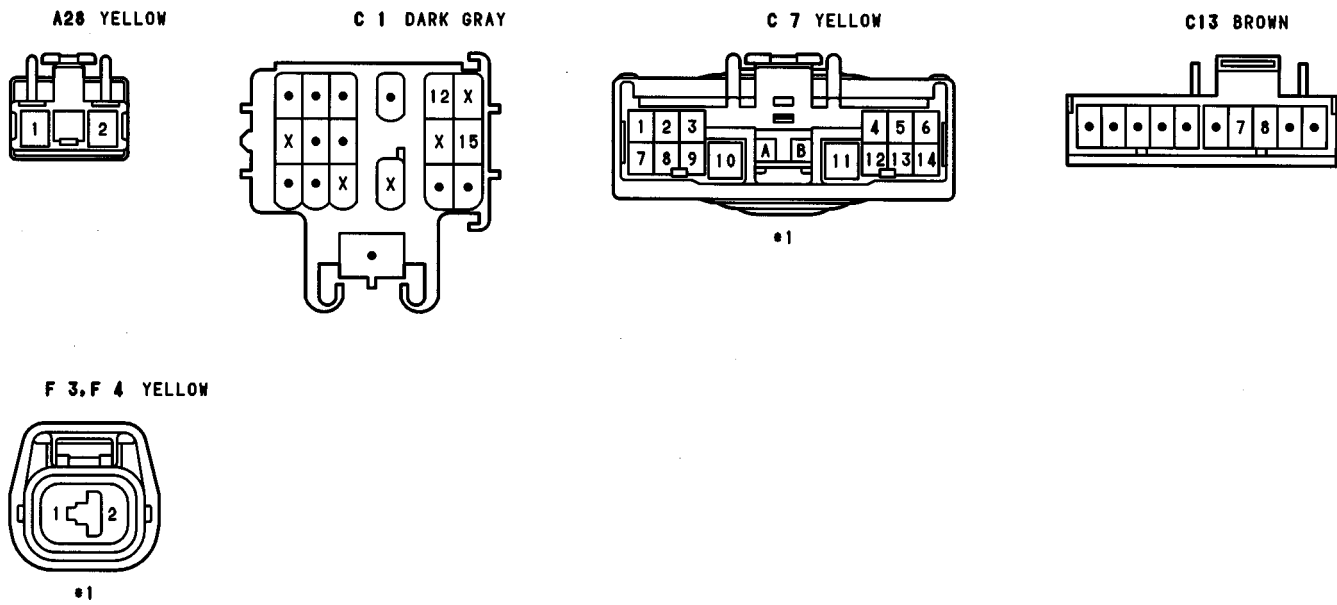 A28 YELLOW
C 1 DARK GRAY
C 7 YELLOW
C13 BROWN
1 2
• • • • 12 X
X • • X 15
• • X X • •
•
1 2 3 4 5 6
7 8 9 10 A B 11 12 13 14
*1
• • • • • • 7 8 • •
F 3,F 4 YELLOW
1 2
*1